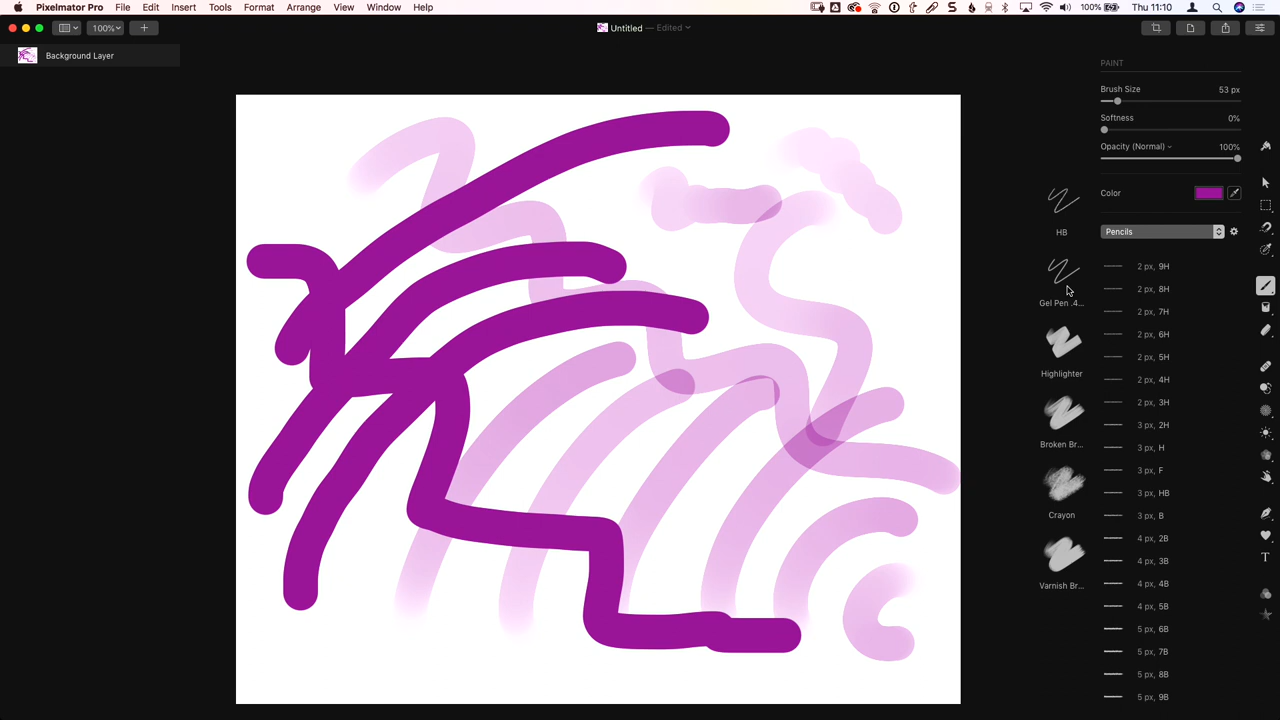 Pixelmator Pro File Edit Insert Tools Format Arrange View Window Help 100% Thu 11:10
100% Untitled — Edited
Background Layer
PAINT
Brush Size 53 px
Softness 0%
Opacity (Normal) 100%
Color
HB
Pencils
Gel Pen .4...
Highlighter
Broken Br...
Crayon
Varnish Br...
2 px, 9H
2 px, 8H
2 px, 7H
2 px, 6H
2 px, 5H
2 px, 4H
2 px, 3H
3 px, 2H
3 px, H
3 px, F
3 px, HB
3 px, B
4 px, 2B
4 px, 3B
4 px, 4B
4 px, 5B
5 px, 6B
5 px, 7B
5 px, 8B
5 px, 9B